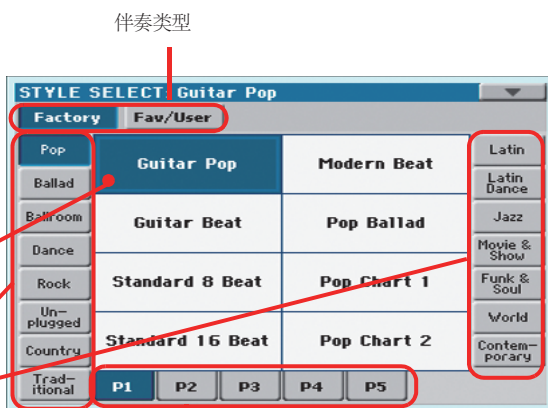 伴奏类型
STYLE SELECT: Guitar Pop
Factory Fav/User
Pop
Ballad
Ballroom
Dance
Rock
Un-
plugged
Country
Trad-
itional
Guitar Pop Modern Beat
Guitar Beat Pop Ballad
Standard 8 Beat Pop Chart 1
Standard 16 Beat Pop Chart 2
P1 P2 P3 P4 P5
Latin
Latin
Dance
Jazz
Movie &
Show
Funk &
Soul
World
Contem-
porary